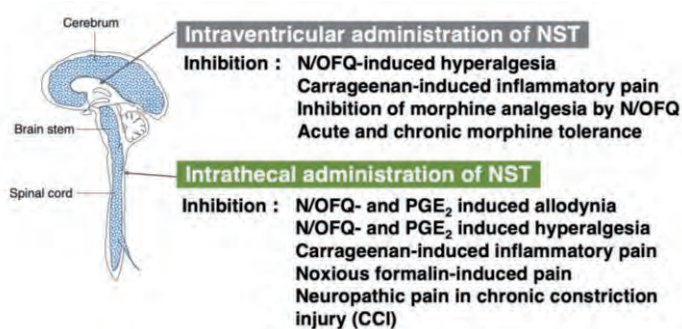 Cerebrum
Brain stem
Spinal cord
Intraventricular administration of NST
Inhibition : N/OFQ-induced hyperalgesia
Carrageenan-induced inflammatory pain
Inhibition of morphine analgesia by N/OFQ
Acute and chronic morphine tolerance
Intrathecal administration of NST
Inhibition : N/OFQ- and PGE₂ induced allodynia
N/OFQ- and PGE₂ induced hyperalgesia
Carrageenan-induced inflammatory pain
Noxious formalin-induced pain
Neuropathic pain in chronic constriction
injury (CCI)